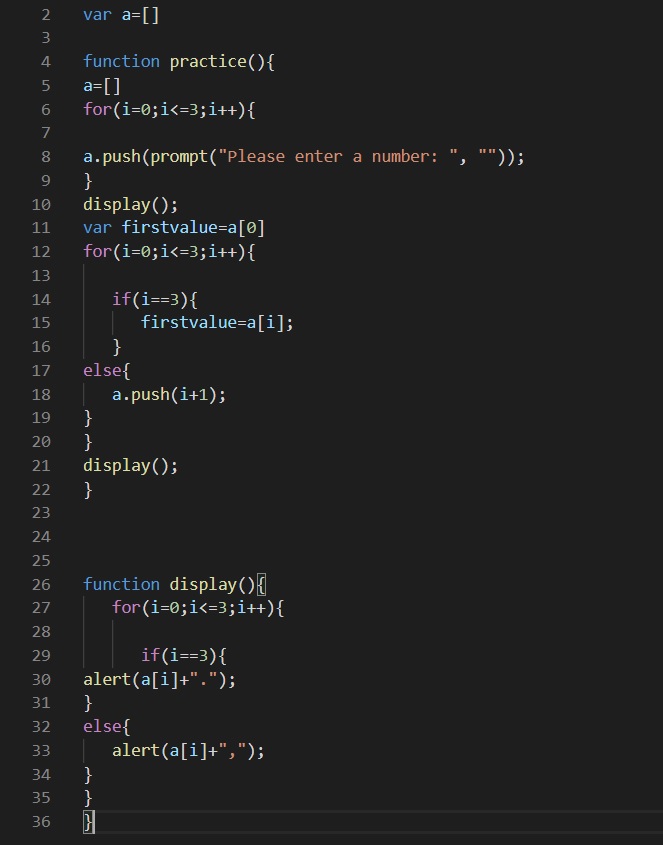 2 var a=[]
3
4 function practice(){
5 a=[]
6 for(i=0;i<=3;i++){
7
8 a.push(prompt("Please enter a number: ", ""));
9 }
10 display();
11 var firstvalue=a[0]
12 for(i=0;i<=3;i++){
13
14 if(i==3){
15 firstvalue=a[i];
16 }
17 else{
18 a.push(i+1);
19 }
20 }
21 display();
22 }
23
24
25
26 function display(){
27 for(i=0;i<=3;i++){
28
29 if(i==3){
30 alert(a[i]+".");
31 }
32 else{
33 alert(a[i]+",");
34 }
35 }
36 }